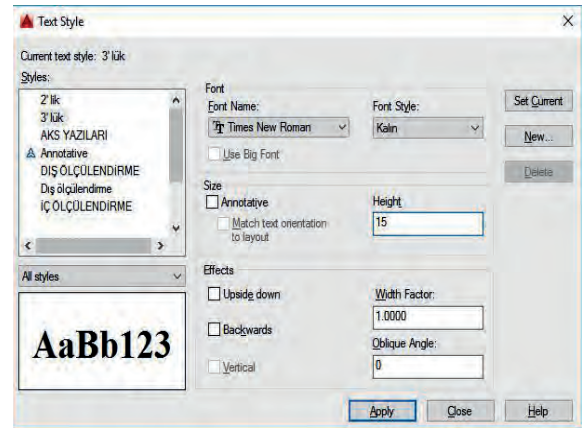 Text Style
Current text style: 3' lük
Styles:
2' lik
3' lük
AKS YAZILARI
Annotative
DIŞ ÖLÇÜLENDİRME
Dış ölçülendirme
İÇ ÖLÇÜLENDİRME
All styles
AaBb123
Font
Font Name:
Times New Roman
Use Big Font
Font Style:
Kalın
Size
Annotative
Match text orientation
to layout
Height
15
Effects
Upside down
Backwards
Vertical
Width Factor:
1.0000
Oblique Angle:
0
Set Current
New...
Delete
Apply
Close
Help